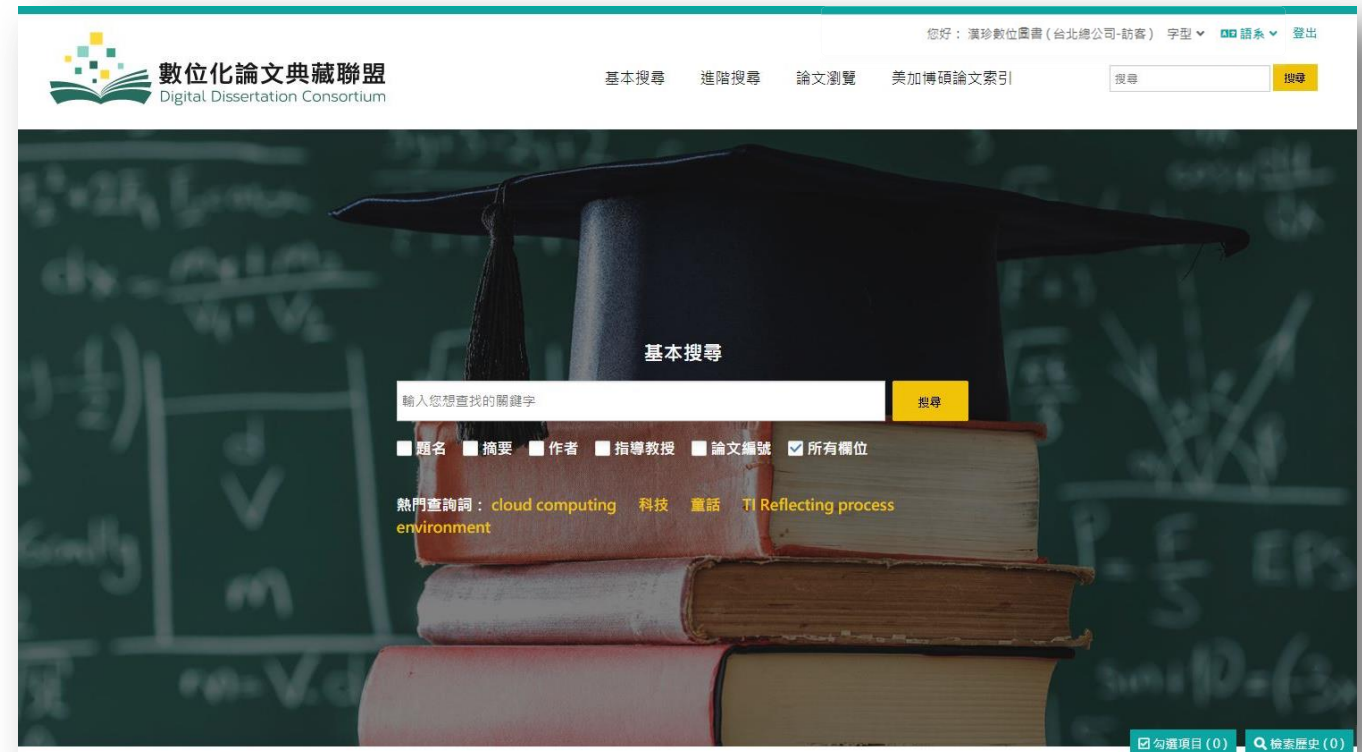 您好：漢珍數位圖書(台北總公司-訪客) 字型 語系 登出
數位化論文典藏聯盟
Digital Dissertation Consortium
基本搜尋 進階搜尋 論文瀏覽 美加博碩論文索引 搜尋 搜尋
基本搜尋
輸入您想查找的關鍵字 搜尋
題名 摘要 作者 指導教授 論文編號 所有欄位
熱門查詢詞： cloud computing 科技 童話 TI Reflecting process
environment
勾選項目(0) 檢索歷史(0)